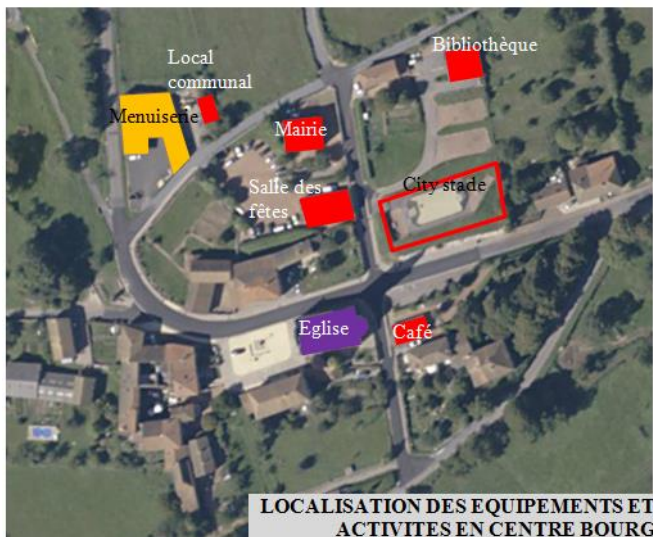 Bibliothèque
Local
communal
Menuiserie
Mairie
Salle des
fêtes
City stade
Eglise
Café
LOCALISATION DES EQUIPEMENTS ET
ACTIVITES EN CENTRE BOURG